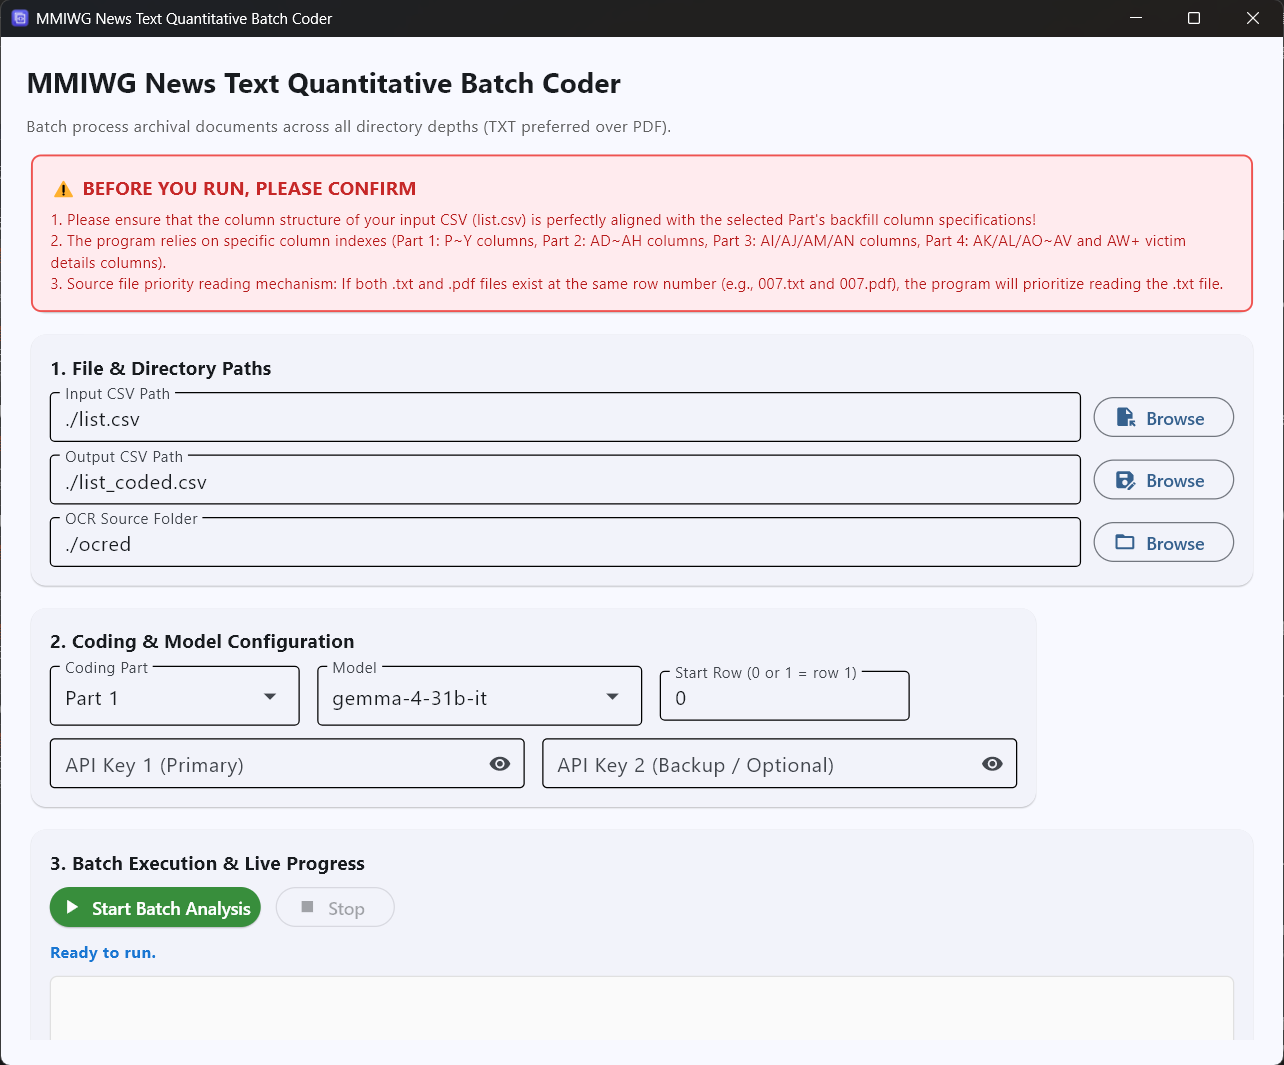 MMIWG News Text Quantitative Batch Coder
MMIWG News Text Quantitative Batch Coder
Batch process archival documents across all directory depths (TXT preferred over PDF).
BEFORE YOU RUN, PLEASE CONFIRM
1. Please ensure that the column structure of your input CSV (list.csv) is perfectly aligned with the selected Part's backfill column specifications!
2. The program relies on specific column indexes (Part 1: P~Y columns, Part 2: AD~AH columns, Part 3: AI/AJ/AM/AN columns, Part 4: AK/AL/AO~AV and AW+ victim
details columns).
3. Source file priority reading mechanism: If both .txt and .pdf files exist at the same row number (e.g., 007.txt and 007.pdf), the program will prioritize reading the .txt file.
1. File & Directory Paths
Input CSV Path
./list.csv
Browse
Output CSV Path
./list_coded.csv
Browse
OCR Source Folder
./ocred
Browse
2. Coding & Model Configuration
Coding Part
Part 1
Model
gemma-4-31b-it
Start Row (0 or 1 = row 1)
0
API Key 1 (Primary)
API Key 2 (Backup / Optional)
3. Batch Execution & Live Progress
Start Batch Analysis
Stop
Ready to run.